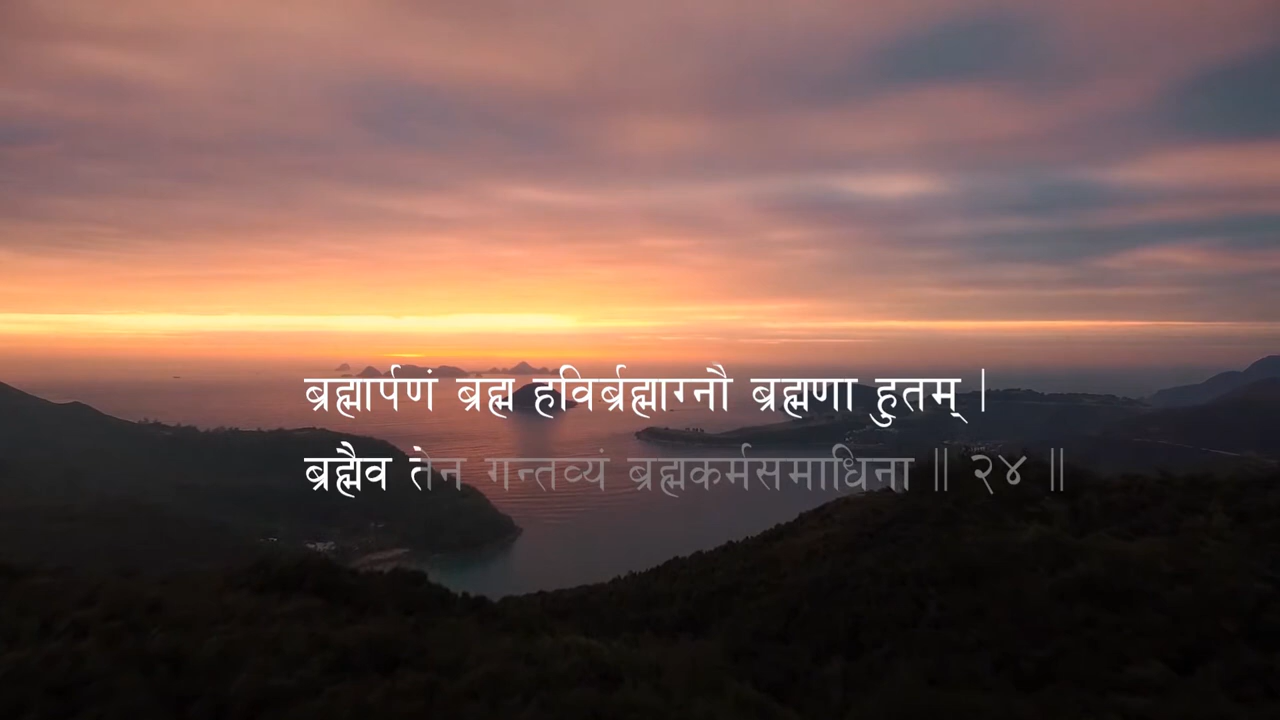 ब्रह्मार्पणं ब्रह्म हविर्ब्रह्माग्नौ ब्रह्मणा हुतम् |
ब्रह्मैव तेन गन्तव्यं ब्रह्मकर्मसमाधिना || २४ ||